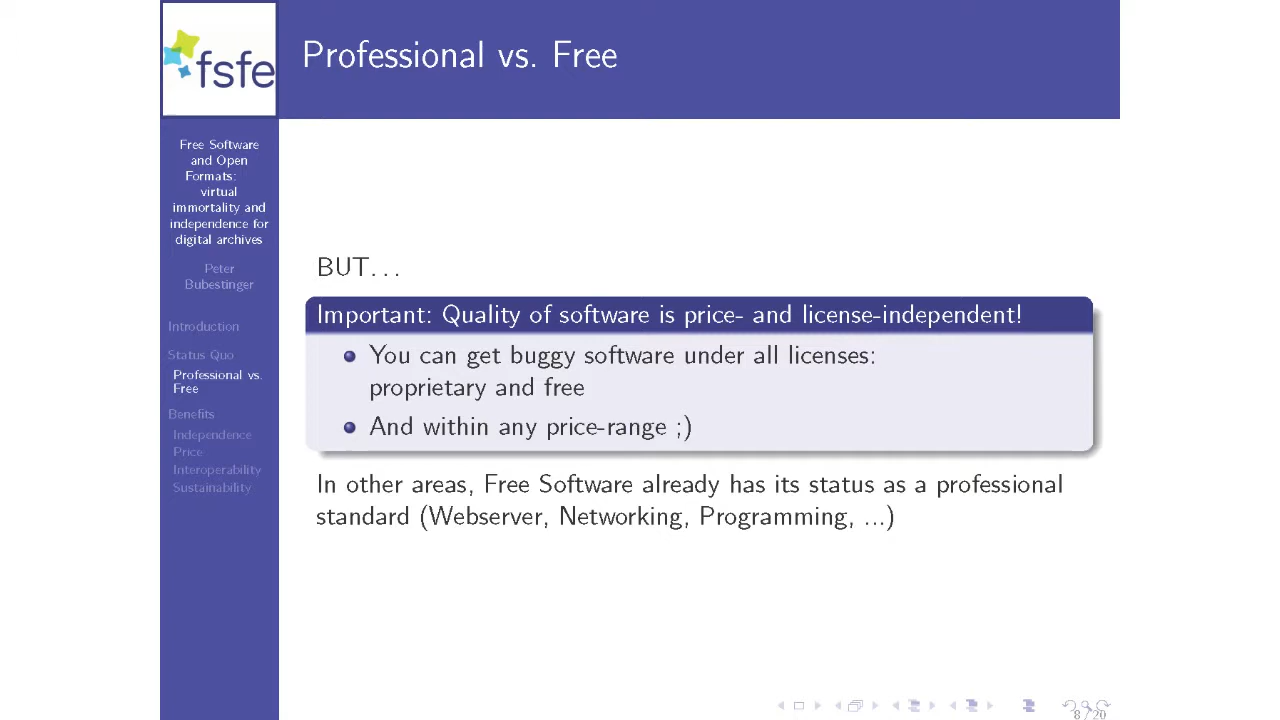 fsfe
Professional vs. Free
Free Software
and Open
Formats:
virtual
immortality and
independence for
digital archives
Peter
Bubestinger
Introduction
Status Quo
Professional vs.
Free
Benefits
Independence
Price
Interoperability
Sustainability
BUT...
Important: Quality of software is price- and license-independent!
You can get buggy software under all licenses:
proprietary and free
And within any price-range ;)
In other areas, Free Software already has its status as a professional
standard (Webserver, Networking, Programming, ...)
8 / 20